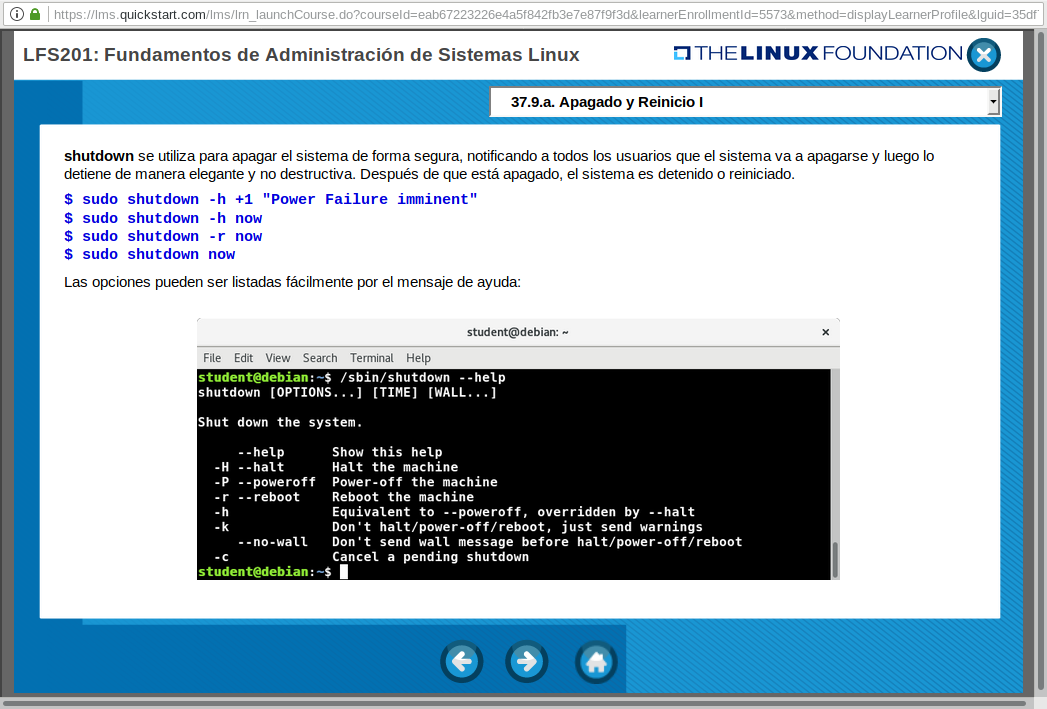 https://lms.quickstart.com/lms/lrn_launchCourse.do?courseId=eab67223226e4a5f842fb3e7e87f9f3d&learnerEnrollmentId=5573&method=displayLearnerProfile&lguid=35df
LFS201: Fundamentos de Administración de Sistemas Linux
THE LINUX FOUNDATION
37.9.a. Apagado y Reinicio I
shutdown se utiliza para apagar el sistema de forma segura, notificando a todos los usuarios que el sistema va a apagarse y luego lo
detiene de manera elegante y no destructiva. Después de que está apagado, el sistema es detenido o reiniciado.
$ sudo shutdown -h +1 "Power Failure imminent"
$ sudo shutdown -h now
$ sudo shutdown -r now
$ sudo shutdown now
Las opciones pueden ser listadas fácilmente por el mensaje de ayuda:
student@debian: ~
File Edit View Search Terminal Help
student@debian:~$ /sbin/shutdown --help
shutdown [OPTIONS...] [TIME] [WALL...]
Shut down the system.
--help Show this help
-H --halt Halt the machine
-P --poweroff Power-off the machine
-r --reboot Reboot the machine
-h Equivalent to --poweroff, overridden by --halt
-k Don't halt/power-off/reboot, just send warnings
--no-wall Don't send wall message before halt/power-off/reboot
-c Cancel a pending shutdown
student@debian:~$